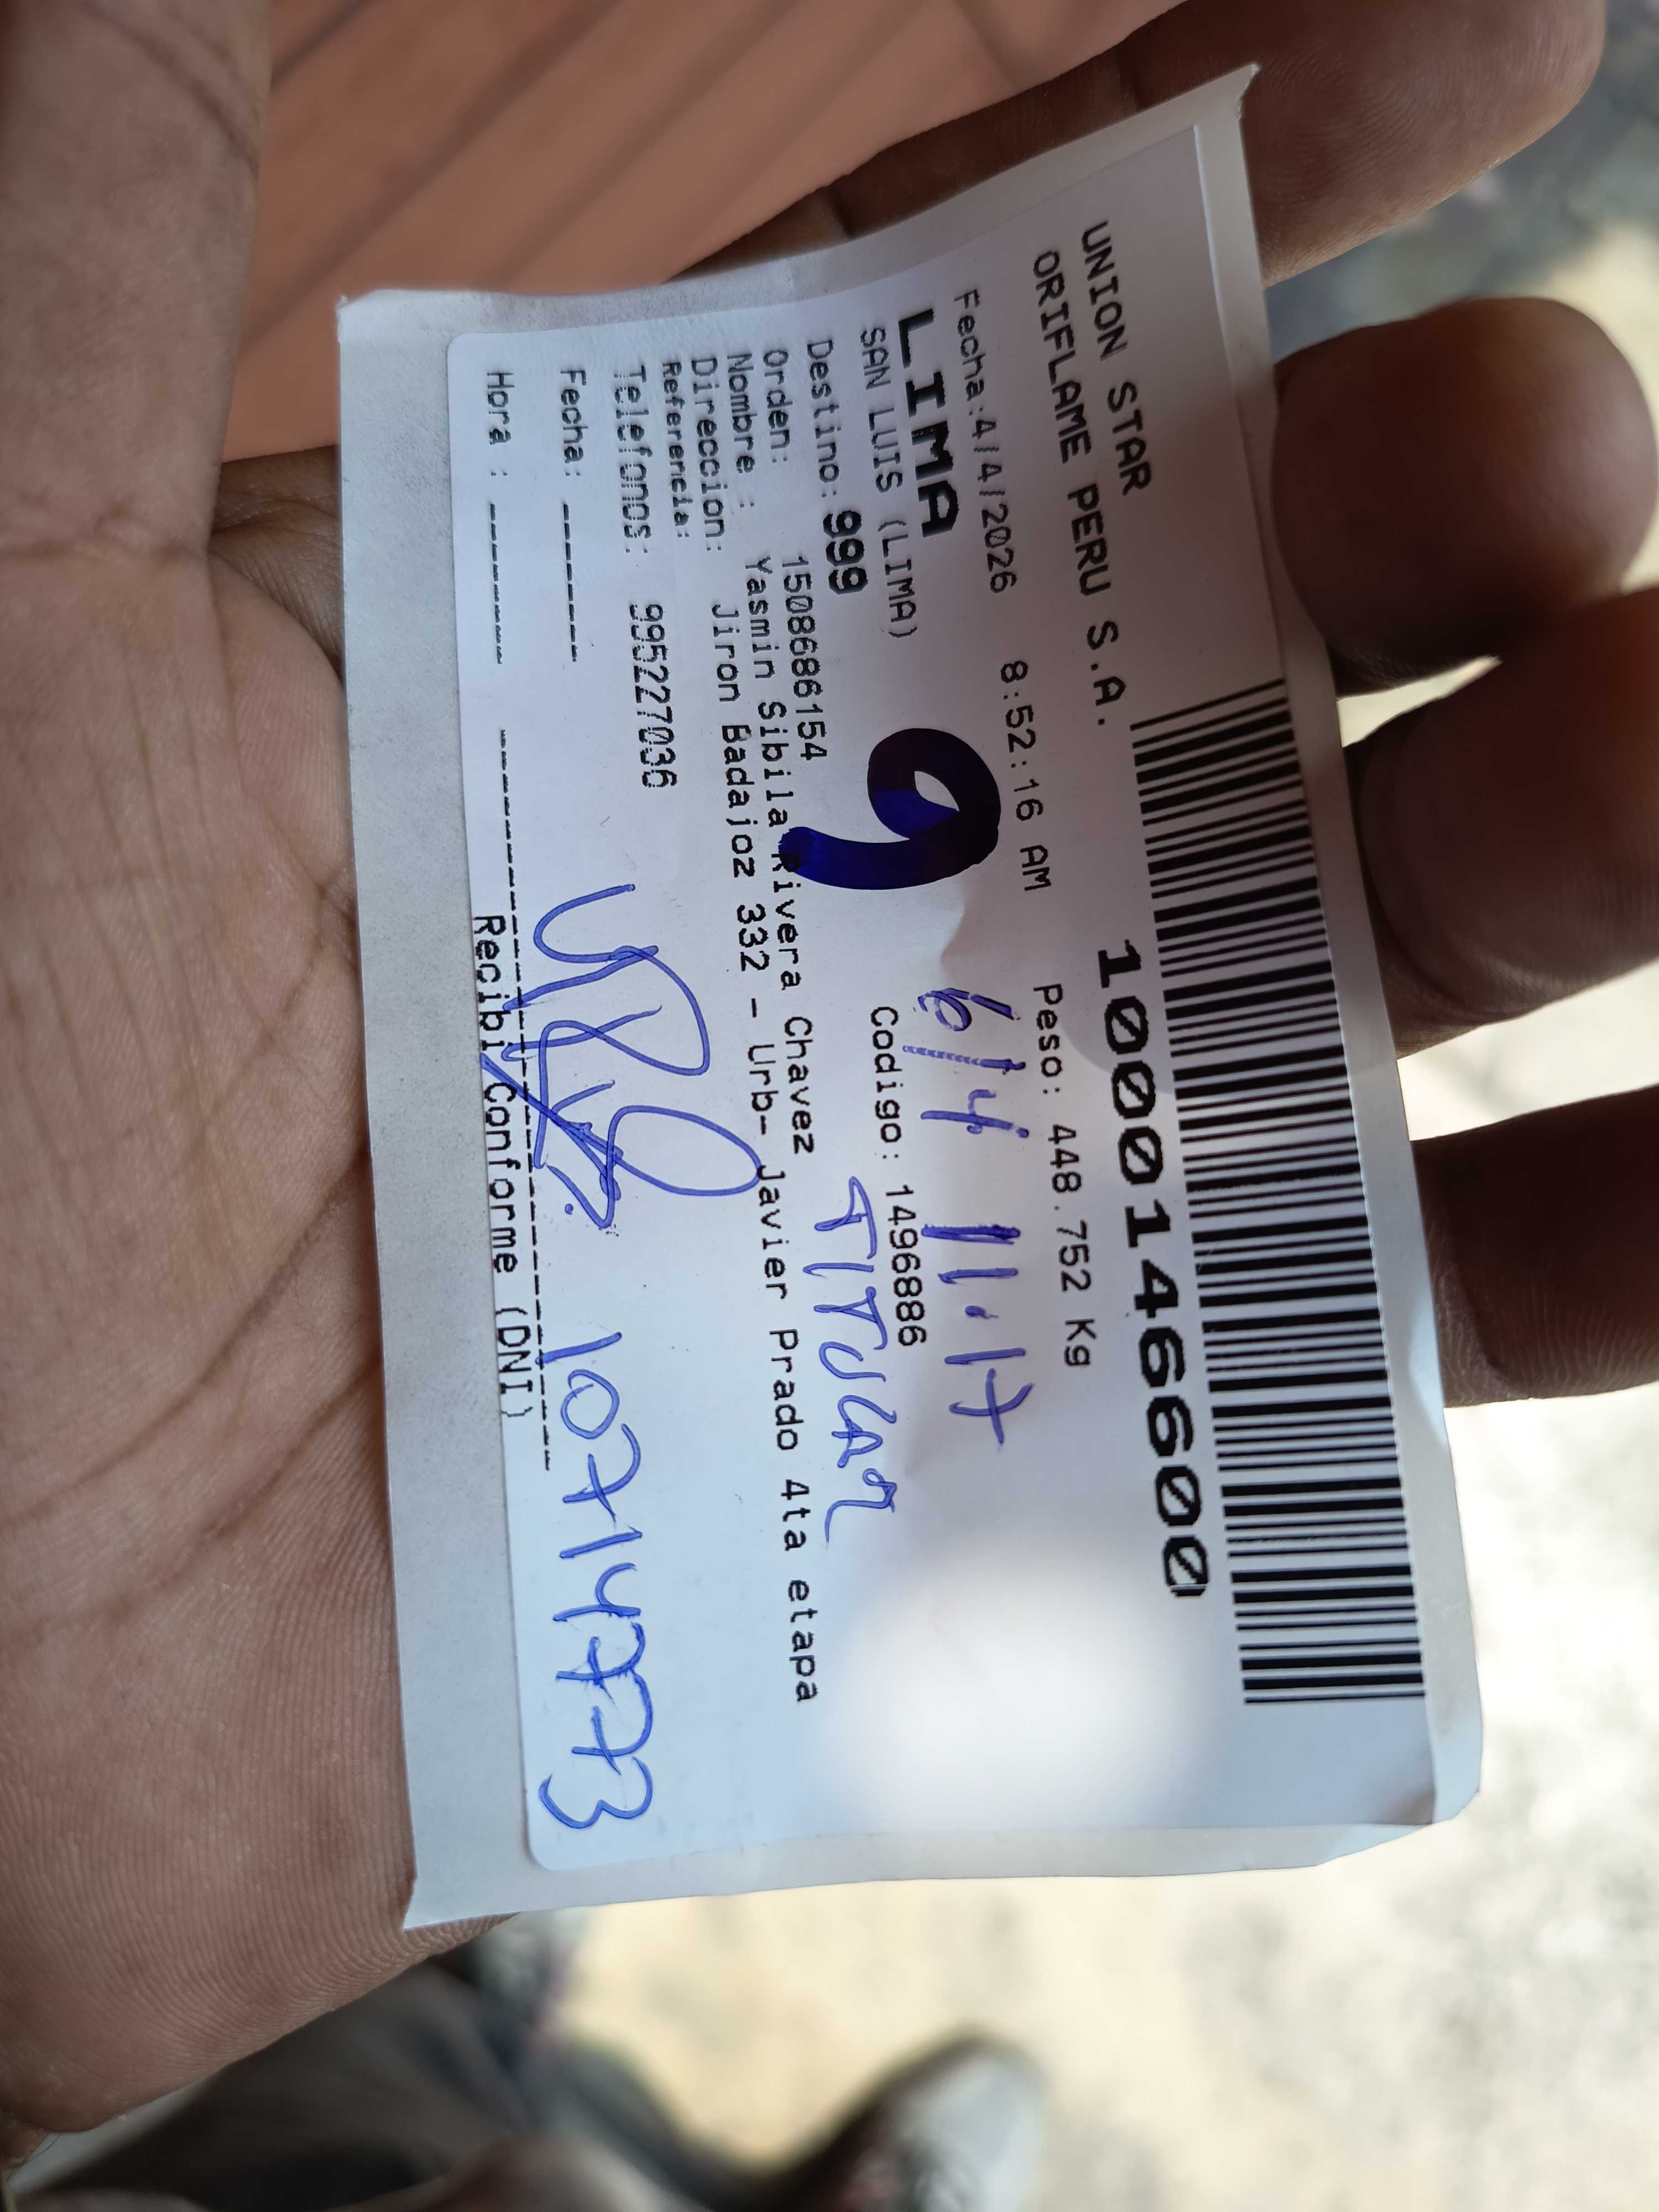 UNION STAR
ORIFLAME PERU S.A.
1000146600
Fecha:4/4/2026 8:52:16 AM Peso: 448.752 Kg
LIMA
6/4 11:17
SAN LUIS (LIMA)
9
Codigo: 1496886
Destino: 999
TITULAR
Orden: 1508686154
Nombre : Yasmin Sibila Rivera Chavez
Direccion: Jiron Badajoz 332 - Urb- Javier Prado 4ta etapa
Referencia:
Telefonos: 995227036
Fecha: ------
10714773
Hora : ------
Recibi Conforme (DNI)